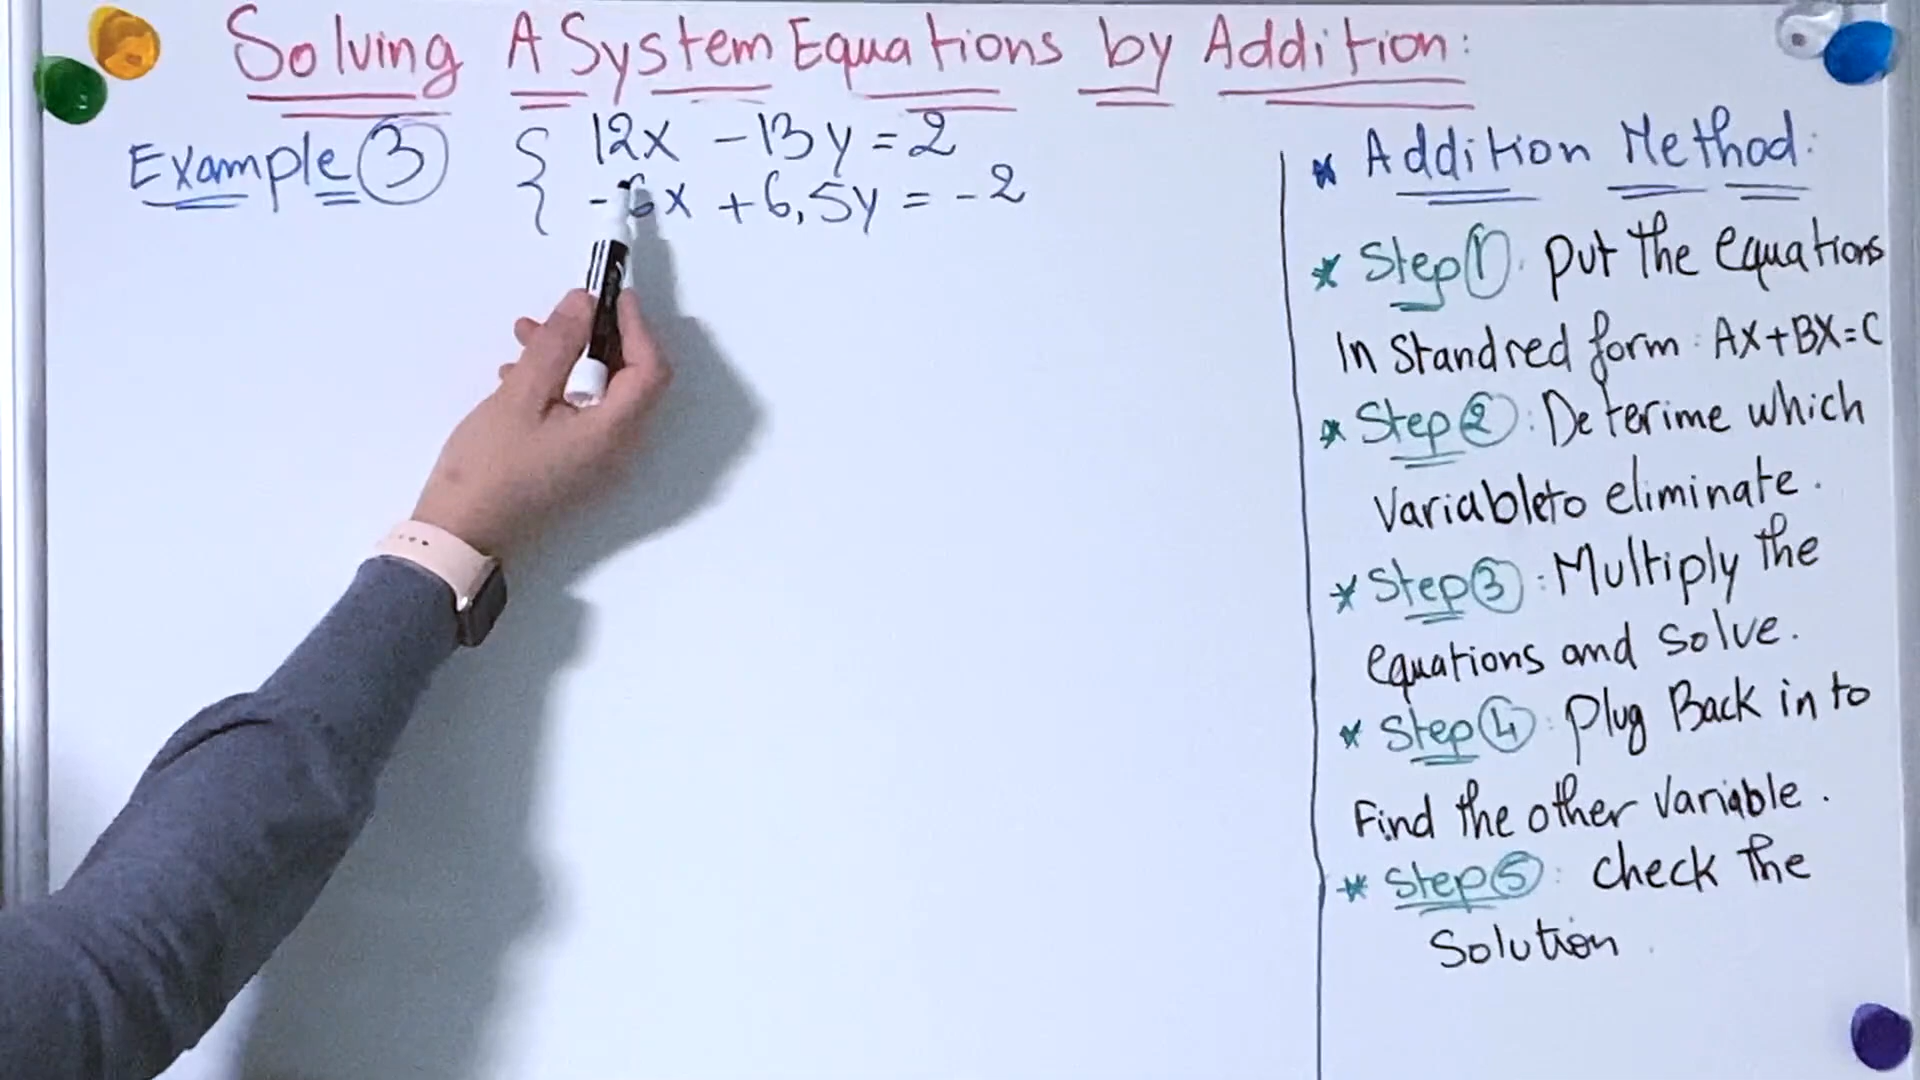 Solving A System Equations by Addition:
Example ③ { 12x - 13y = 2
- 6x + 6,5y = - 2
* Addition Method:
* Step ①: Put the equations
In Standred form: AX+BX=C
* Step ②: Deterime which
Variable to eliminate.
* Step ③: Multiply the
equations and solve.
* Step ④: Plug Back in to
Find the other Variable.
* Step ⑤: check the
Solution.